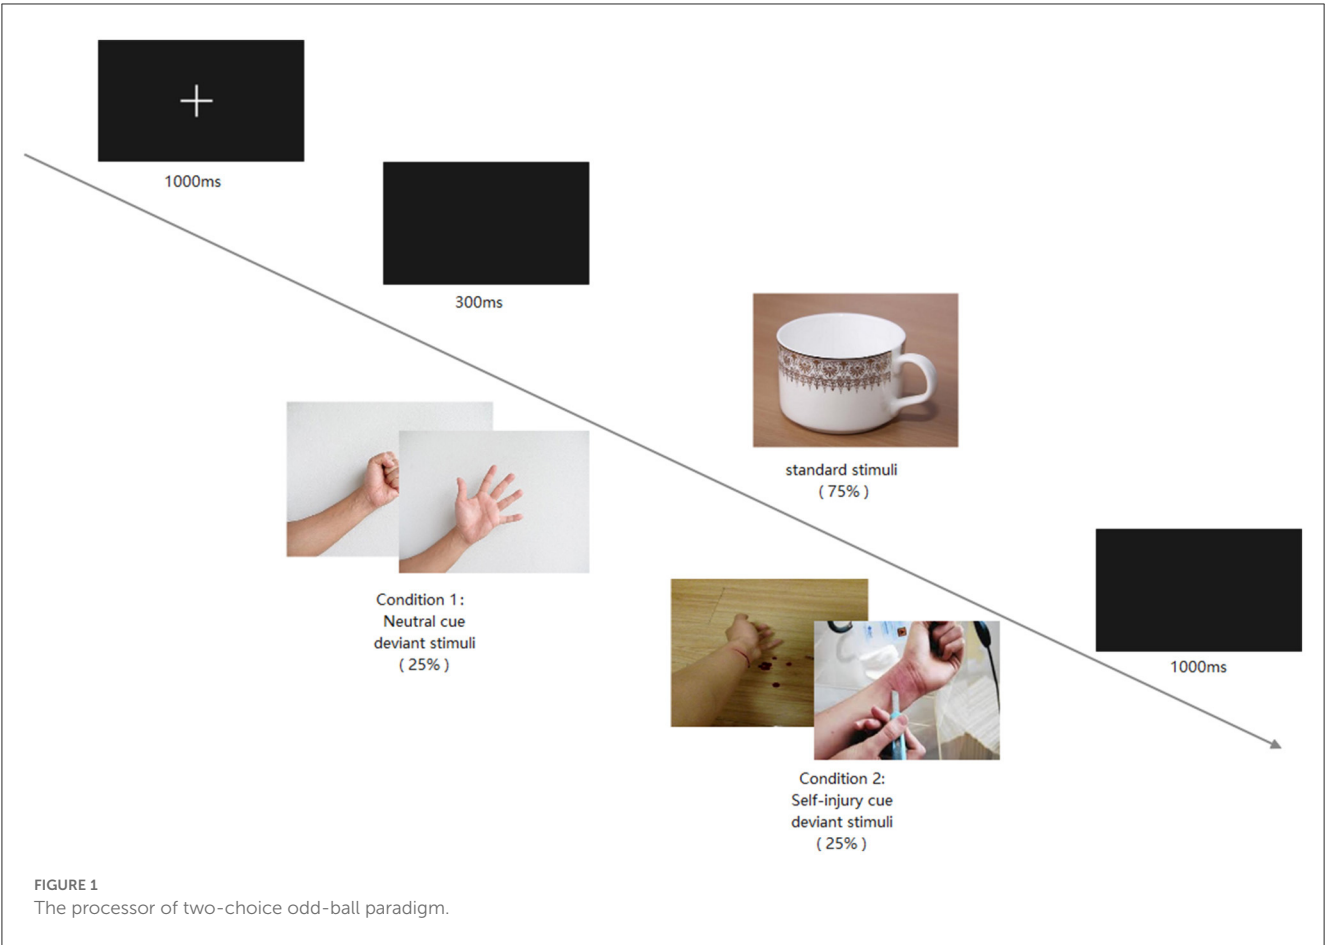 1000ms
300ms
standard stimuli
( 75% )
Condition 1:
Neutral cue
deviant stimuli
( 25% )
1000ms
Condition 2:
Self-injury cue
deviant stimuli
( 25% )
FIGURE 1
The processor of two-choice odd-ball paradigm.